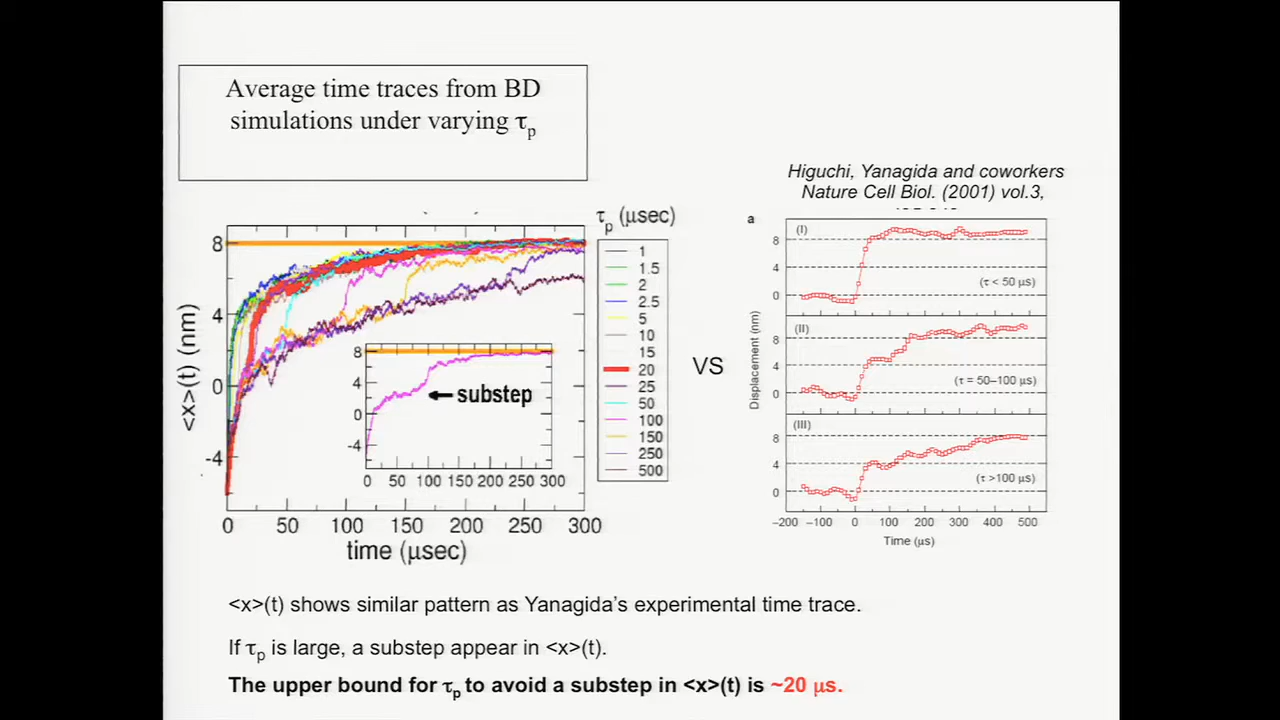 Average time traces from BD
simulations under varying τp
Higuchi, Yanagida and coworkers
Nature Cell Biol. (2001) vol.3,
τp (μsec)
8
4
0
-4
<x>(t) (nm)
0 50 100 150 200 250 300
time (μsec)
8
4
0
-4
substep
0 50 100 150 200 250 300
1
1.5
2
2.5
5
10
15
20
25
50
100
150
250
500
VS
a
(I)
8
4
0
(τ < 50 μs)
(II)
8
4
0
(τ = 50–100 μs)
(III)
8
4
0
(τ >100 μs)
Displacement (nm)
−200 −100 0 100 200 300 400 500
Time (μs)
<x>(t) shows similar pattern as Yanagida's experimental time trace.
If τp is large, a substep appear in <x>(t).
The upper bound for τp to avoid a substep in <x>(t) is ~20 μs.